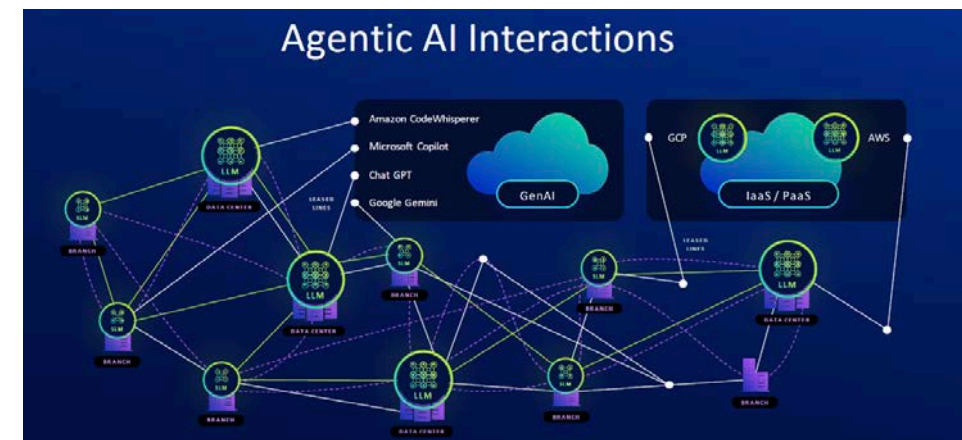 Agentic AI Interactions
Amazon CodeWhisperer
Microsoft Copilot
Chat GPT
Google Gemini
GenAI
GCP
LLM
LLM
AWS
IaaS / PaaS
LLM
DATA CENTER
LEASED
LINES
SLM
BRANCH
LEASED
LINES
SLM
BRANCH
LLM
DATA CENTER
SLM
BRANCH
SLM
BRANCH
LLM
DATA CENTER
SLM
BRANCH
LLM
DATA CENTER
SLM
BRANCH
BRANCH